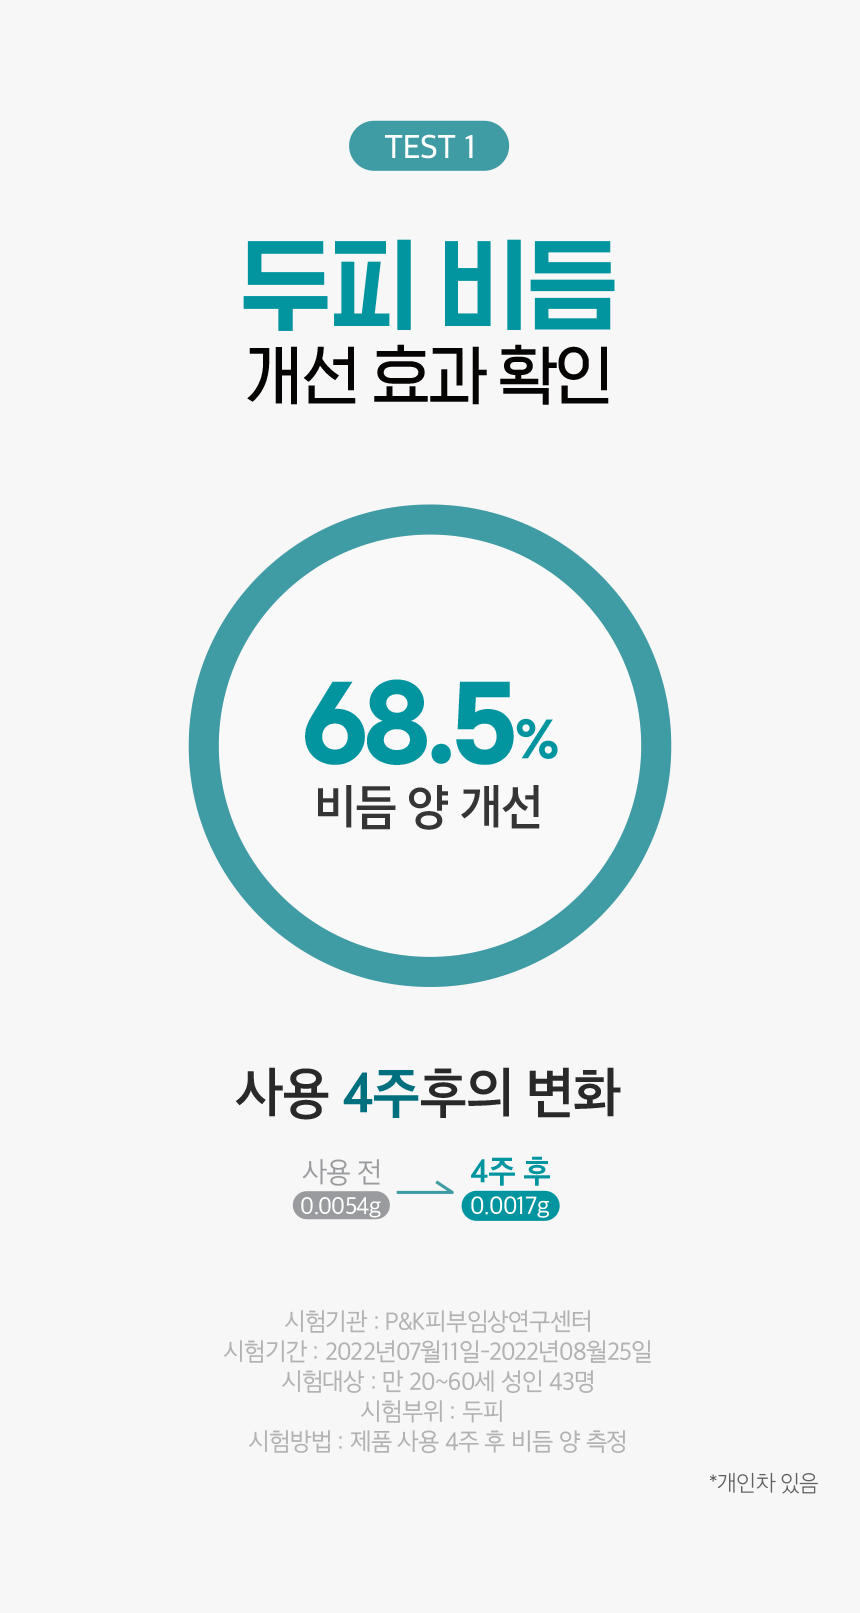 TEST 1
두피 비듬
개선 효과 확인
68.5%
비듬 양 개선
사용 4주후의 변화
사용 전 4주 후
0.0054g 0.0017g
시험기관 : P&K피부임상연구센터
시험기간 : 2022년07월11일-2022년08월25일
시험대상 : 만 20~60세 성인 43명
시험부위 : 두피
시험방법 : 제품 사용 4주 후 비듬 양 측정
*개인차 있음